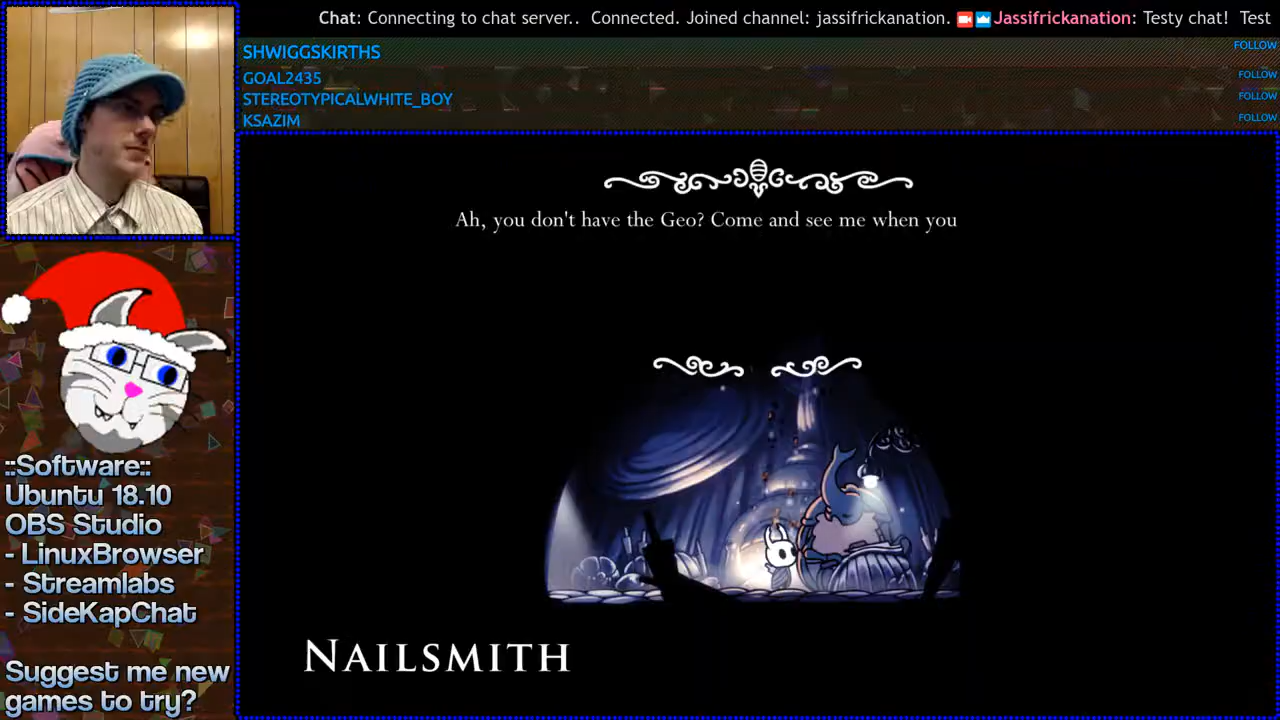 Chat: Connecting to chat server.. Connected. Joined channel: jassifrickanation. Jassifrickanation: Testy chat! Test
SHWIGGSKIRTHS FOLLOW
GOAL2435 FOLLOW
STEREOTYPICALWHITE_BOY FOLLOW
KSAZIM FOLLOW
Ah, you don't have the Geo? Come and see me when you
NAILSMITH
::Software::
Ubuntu 18.10
OBS Studio
- LinuxBrowser
- Streamlabs
- SideKapChat
Suggest me new
games to try?